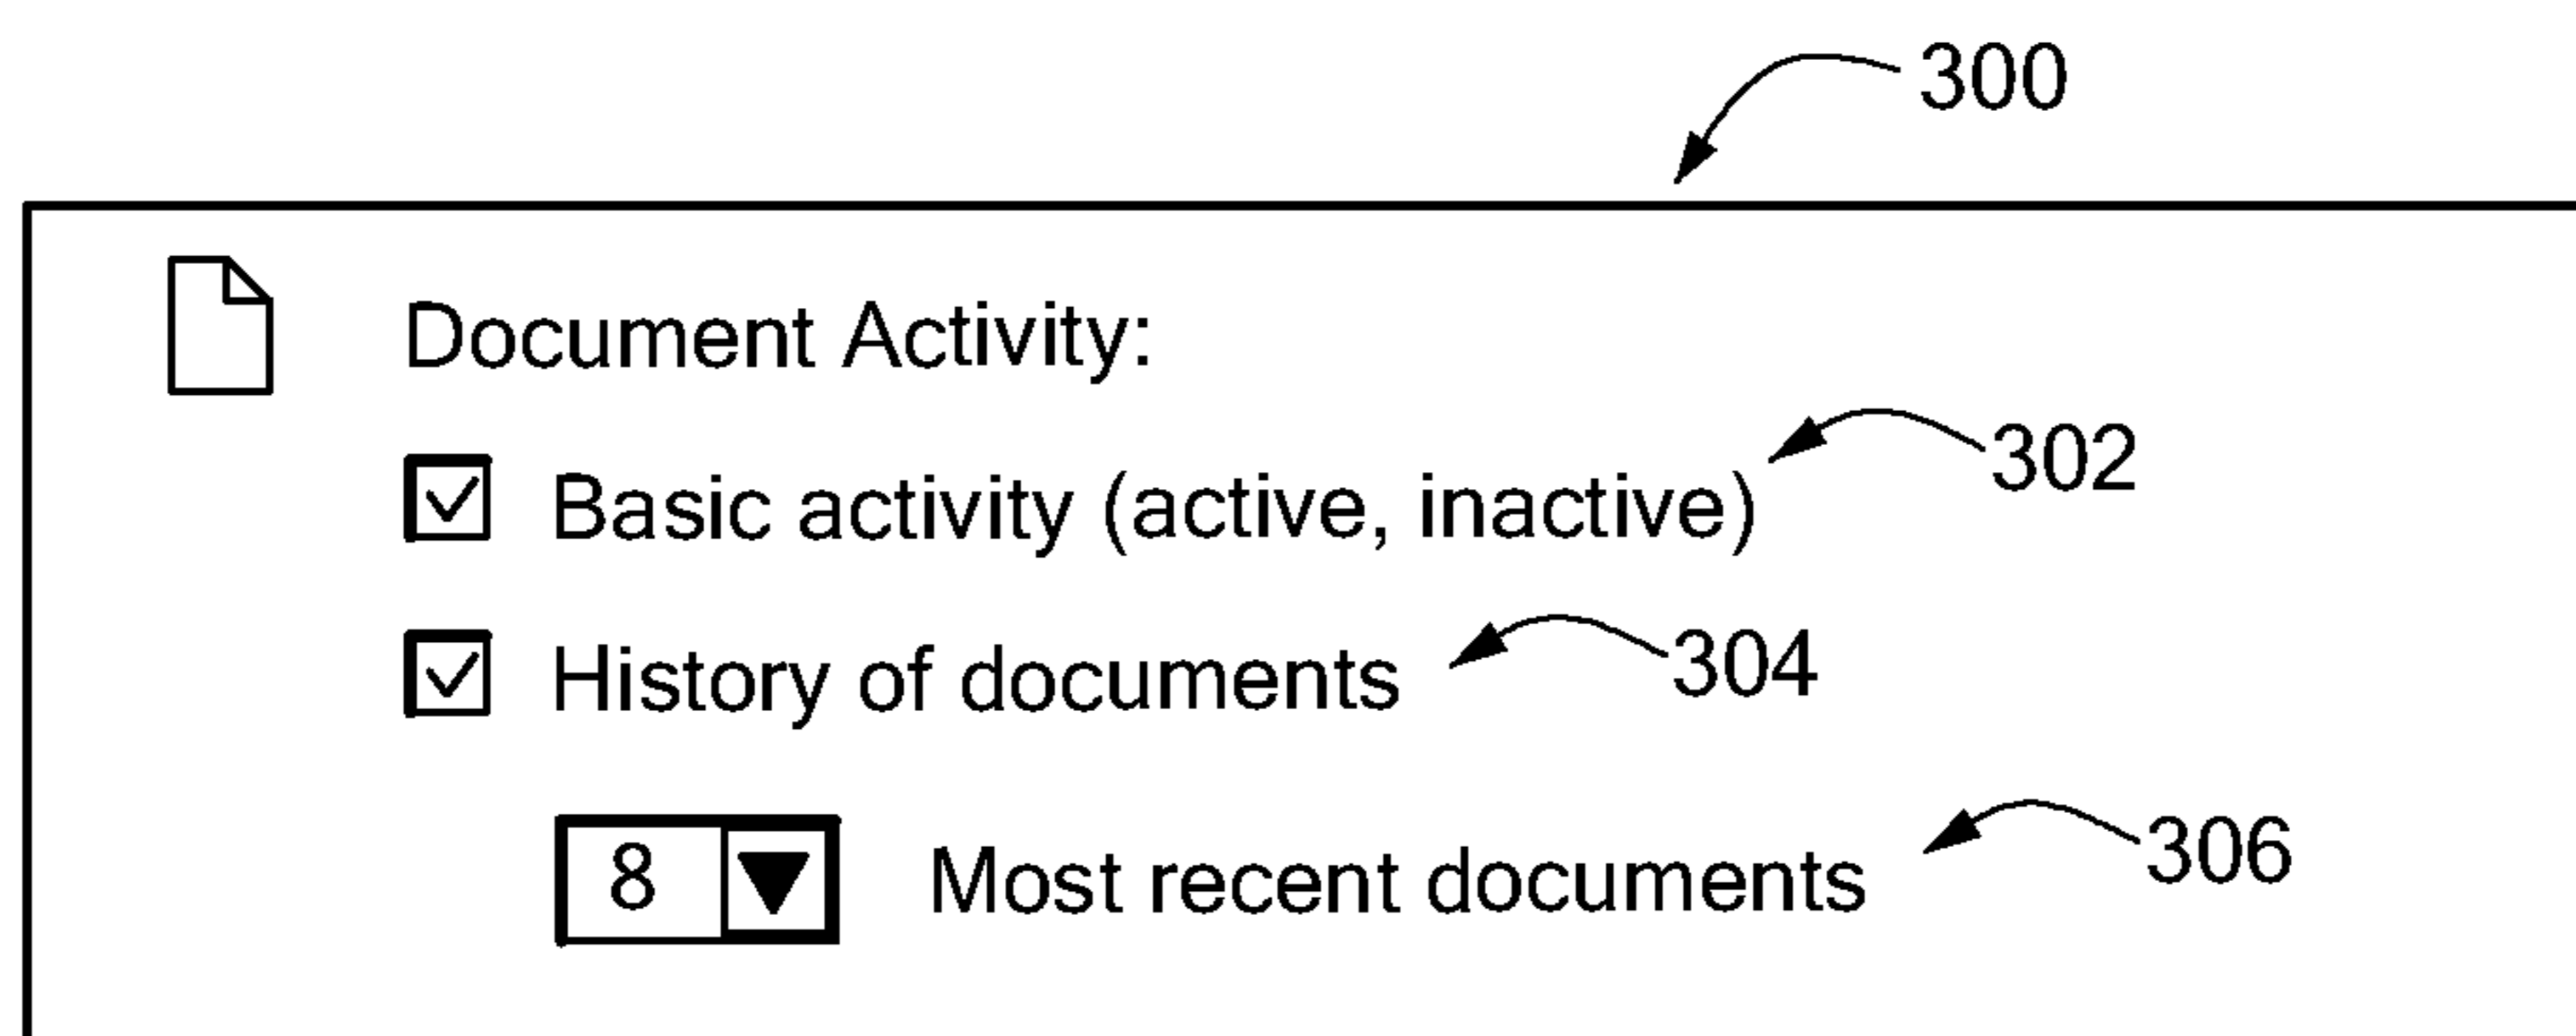 300
Document Activity:
Basic activity (active, inactive) 302
History of documents 304
8 Most recent documents 306